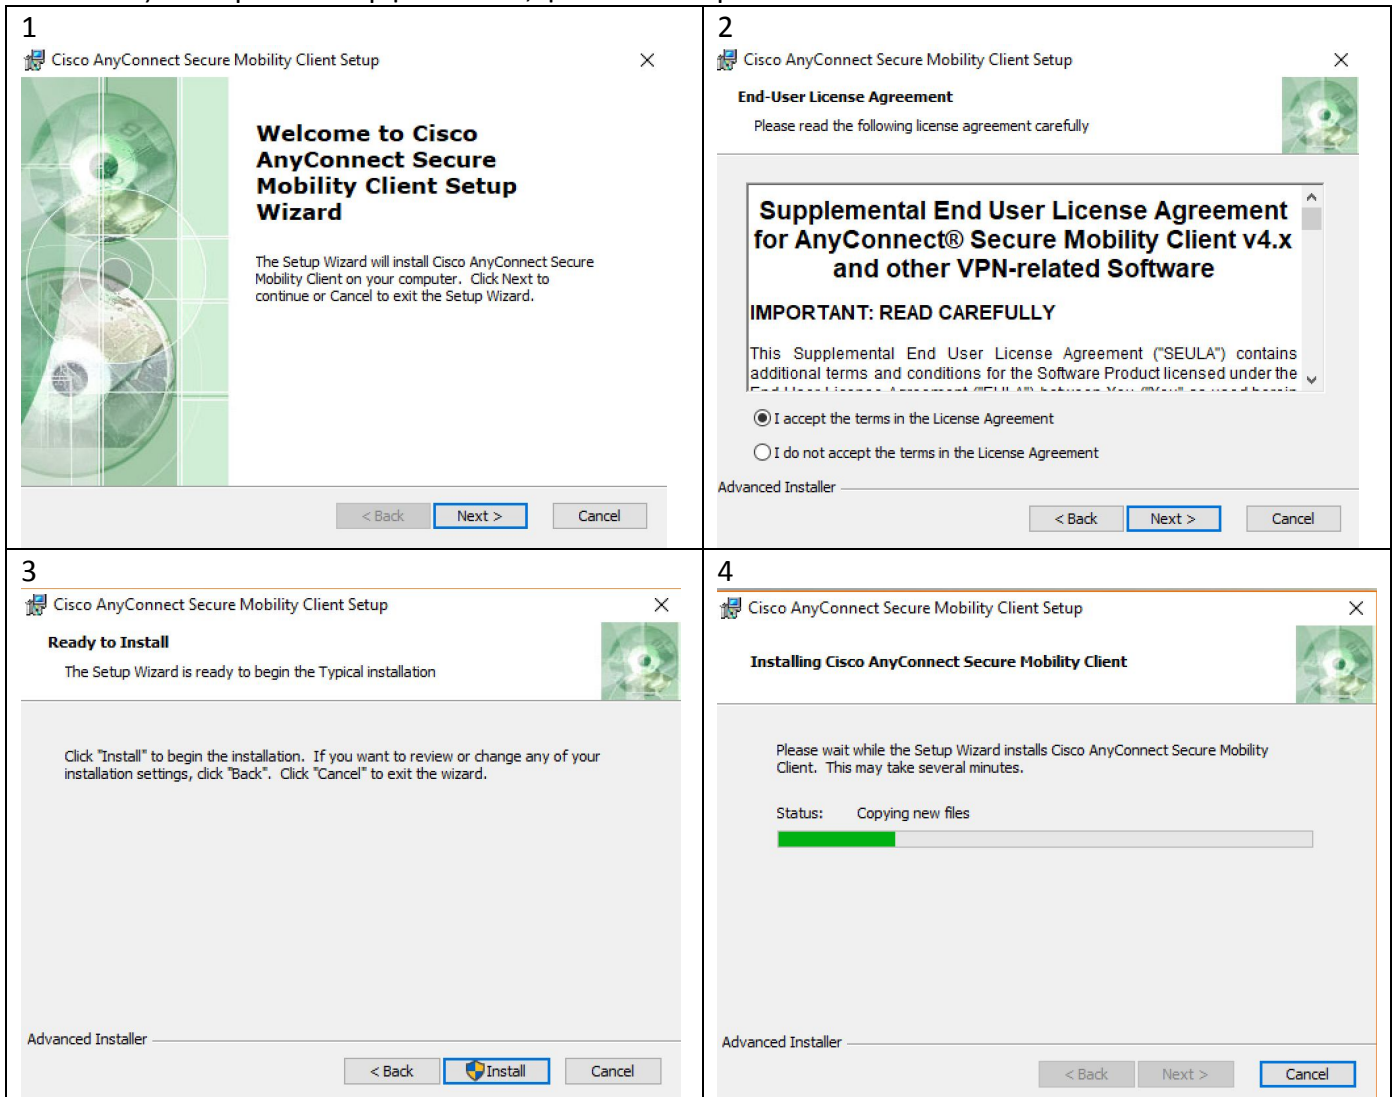 1
Cisco AnyConnect Secure Mobility Client Setup
Welcome to Cisco
AnyConnect Secure
Mobility Client Setup
Wizard
The Setup Wizard will install Cisco AnyConnect Secure
Mobility Client on your computer. Click Next to
continue or Cancel to exit the Setup Wizard.
< Back
Next >
Cancel
2
Cisco AnyConnect Secure Mobility Client Setup
End-User License Agreement
Please read the following license agreement carefully
Supplemental End User License Agreement
for AnyConnect® Secure Mobility Client v4.x
and other VPN-related Software
IMPORTANT: READ CAREFULLY
This Supplemental End User License Agreement ("SEULA") contains
additional terms and conditions for the Software Product licensed under the
I accept the terms in the License Agreement
I do not accept the terms in the License Agreement
Advanced Installer
< Back
Next >
Cancel
3
Cisco AnyConnect Secure Mobility Client Setup
Ready to Install
The Setup Wizard is ready to begin the Typical installation
Click "Install" to begin the installation. If you want to review or change any of your
installation settings, click "Back". Click "Cancel" to exit the wizard.
Advanced Installer
< Back
Install
Cancel
4
Cisco AnyConnect Secure Mobility Client Setup
Installing Cisco AnyConnect Secure Mobility Client
Please wait while the Setup Wizard installs Cisco AnyConnect Secure Mobility
Client. This may take several minutes.
Status: Copying new files
Advanced Installer
< Back
Next >
Cancel